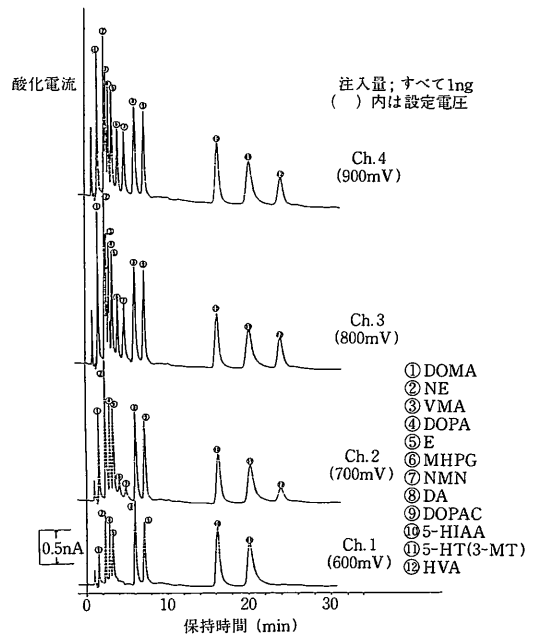 酸化電流
注入量;すべて1ng
( )内は設定電圧
Ch.4
(900mV)
Ch.3
(800mV)
Ch.2
(700mV)
Ch.1
(600mV)
0.5nA
①DOMA
②NE
③VMA
④DOPA
⑤E
⑥MHPG
⑦NMN
⑧DA
⑨DOPAC
⑩5-HIAA
⑪5-HT(3-MT)
⑫HVA
0 10 20 30
保持時間(min)